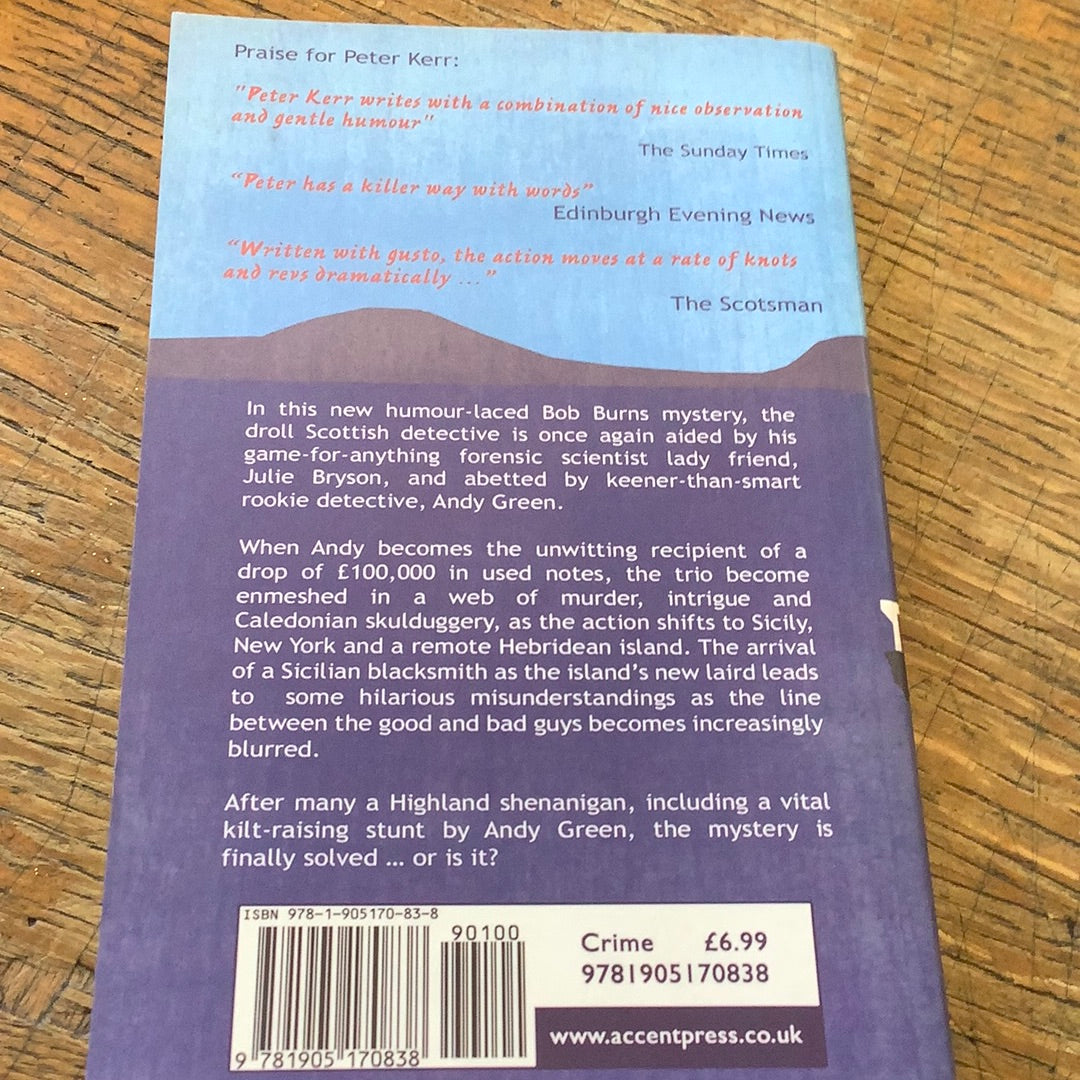 Praise for Peter Kerr:
"Peter Kerr writes with a combination of nice observation
and gentle humour"
The Sunday Times
"Peter has a killer way with words"
Edinburgh Evening News
"Written with gusto, the action moves at a rate of knots
and revs dramatically ..."
The Scotsman
In this new humour-laced Bob Burns mystery, the
droll Scottish detective is once again aided by his
game-for-anything forensic scientist lady friend,
Julie Bryson, and abetted by keener-than-smart
rookie detective, Andy Green.
When Andy becomes the unwitting recipient of a
drop of £100,000 in used notes, the trio become
enmeshed in a web of murder, intrigue and
Caledonian skulduggery, as the action shifts to Sicily,
New York and a remote Hebridean island. The arrival
of a Sicilian blacksmith as the island's new laird leads
to some hilarious misunderstandings as the line
between the good and bad guys becomes increasingly
blurred.
After many a Highland shenanigan, including a vital
kilt-raising stunt by Andy Green, the mystery is
finally solved ... or is it?
ISBN 978-1-905170-83-8
90100
Crime £6.99
9781905170838
9 781905 170838
www.accentpress.co.uk